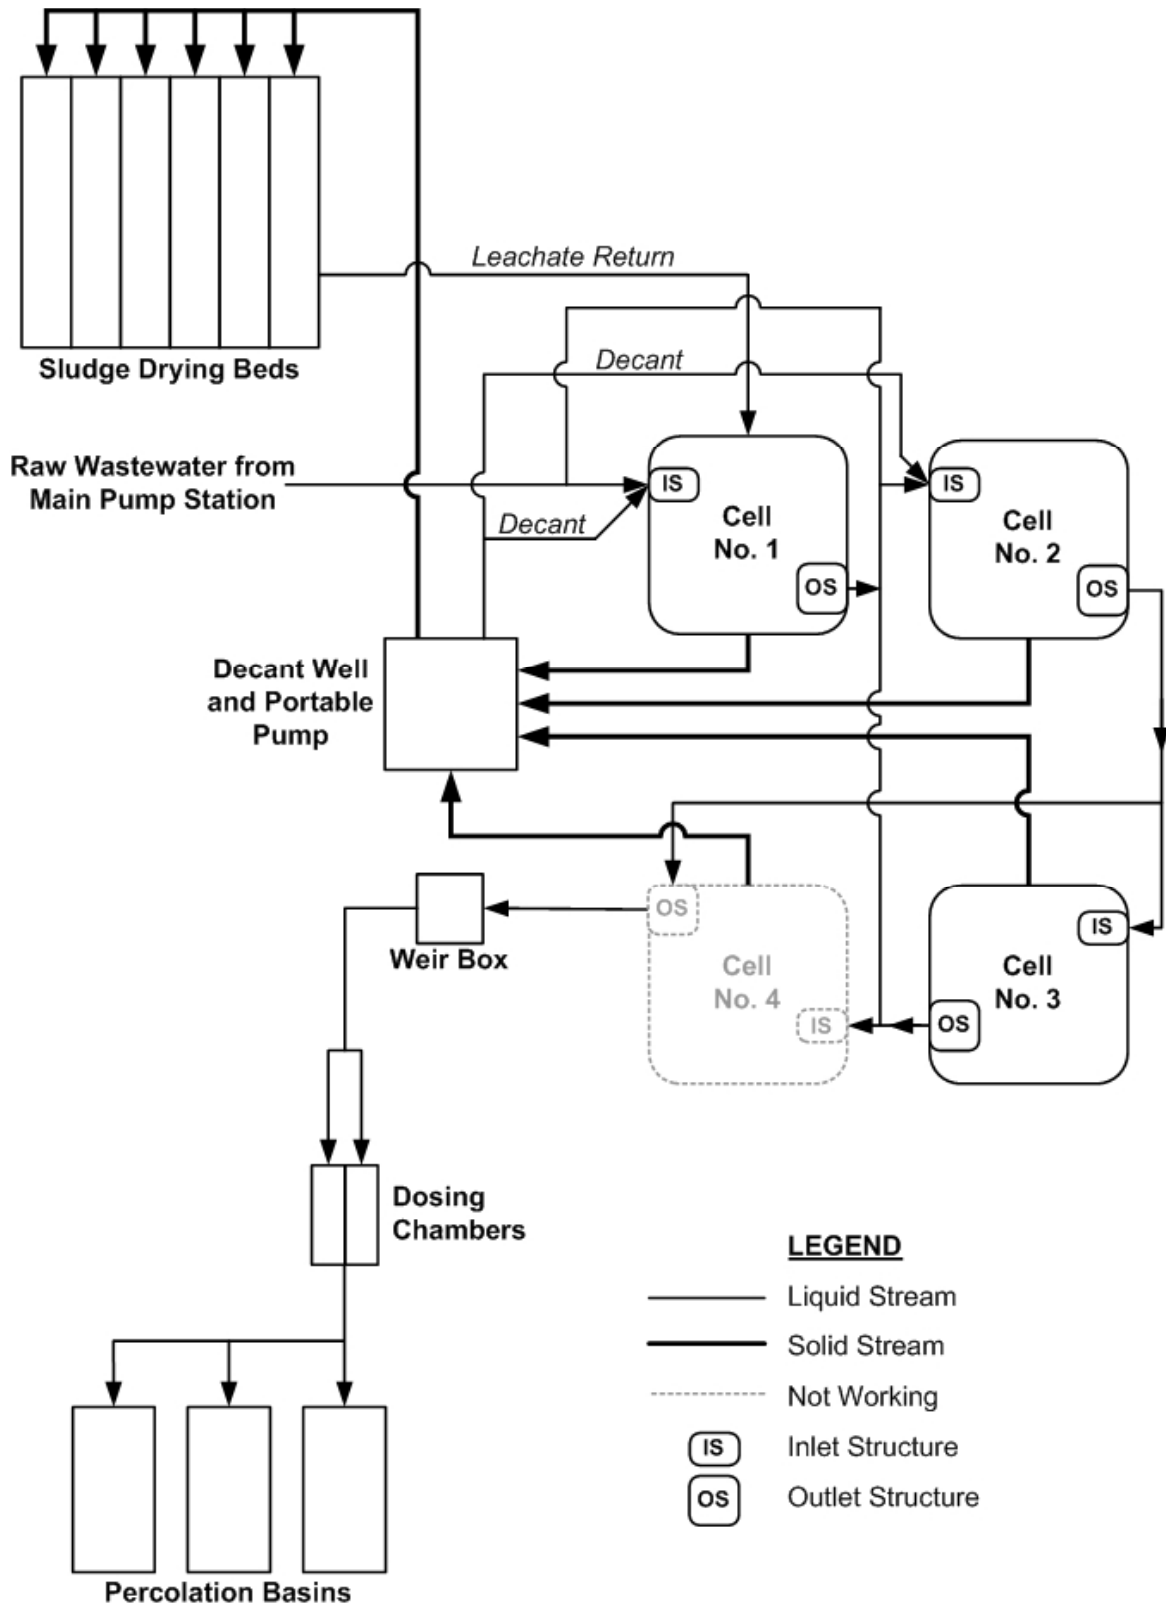 Leachate Return
Sludge Drying Beds
Decant
Raw Wastewater from
Main Pump Station
IS
Cell
No. 1
OS
IS
Cell
No. 2
OS
Decant
Decant Well
and Portable
Pump
Weir Box
OS
Cell
No. 4
IS
IS
Cell
No. 3
OS
Dosing
Chambers
LEGEND
Liquid Stream
Solid Stream
Not Working
IS
Inlet Structure
OS
Outlet Structure
Percolation Basins